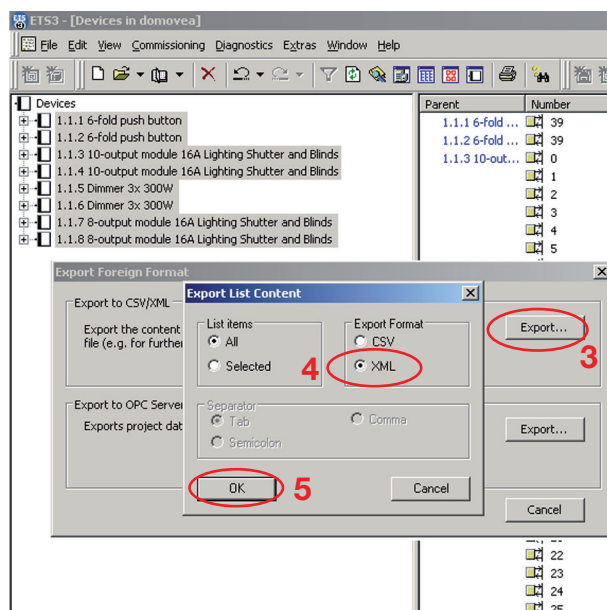 ETS3 - [Devices in domovea]
File Edit View Commissioning Diagnostics Extras Window Help
Devices
1.1.1 6-fold push button
1.1.2 6-fold push button
1.1.3 10-output module 16A Lighting Shutter and Blinds
1.1.4 10-output module 16A Lighting Shutter and Blinds
1.1.5 Dimmer 3x 300W
1.1.6 Dimmer 3x 300W
1.1.7 8-output module 16A Lighting Shutter and Blinds
1.1.8 8-output module 16A Lighting Shutter and Blinds
Parent Number
1.1.1 6-fold ... 39
1.1.2 6-fold ... 39
1.1.3 10-out... 0
1
2
3
4
5
Export Foreign Format
Export to CSV/XML
Export the content
file (e.g. for further
Export...
3
Export to OPC Server
Exports project dat
Export...
Cancel
Export List Content
List items
All
Selected
Export Format
CSV
XML
4
Separator
Tab
Comma
Semicolon
OK
5
Cancel
22
23
24
25